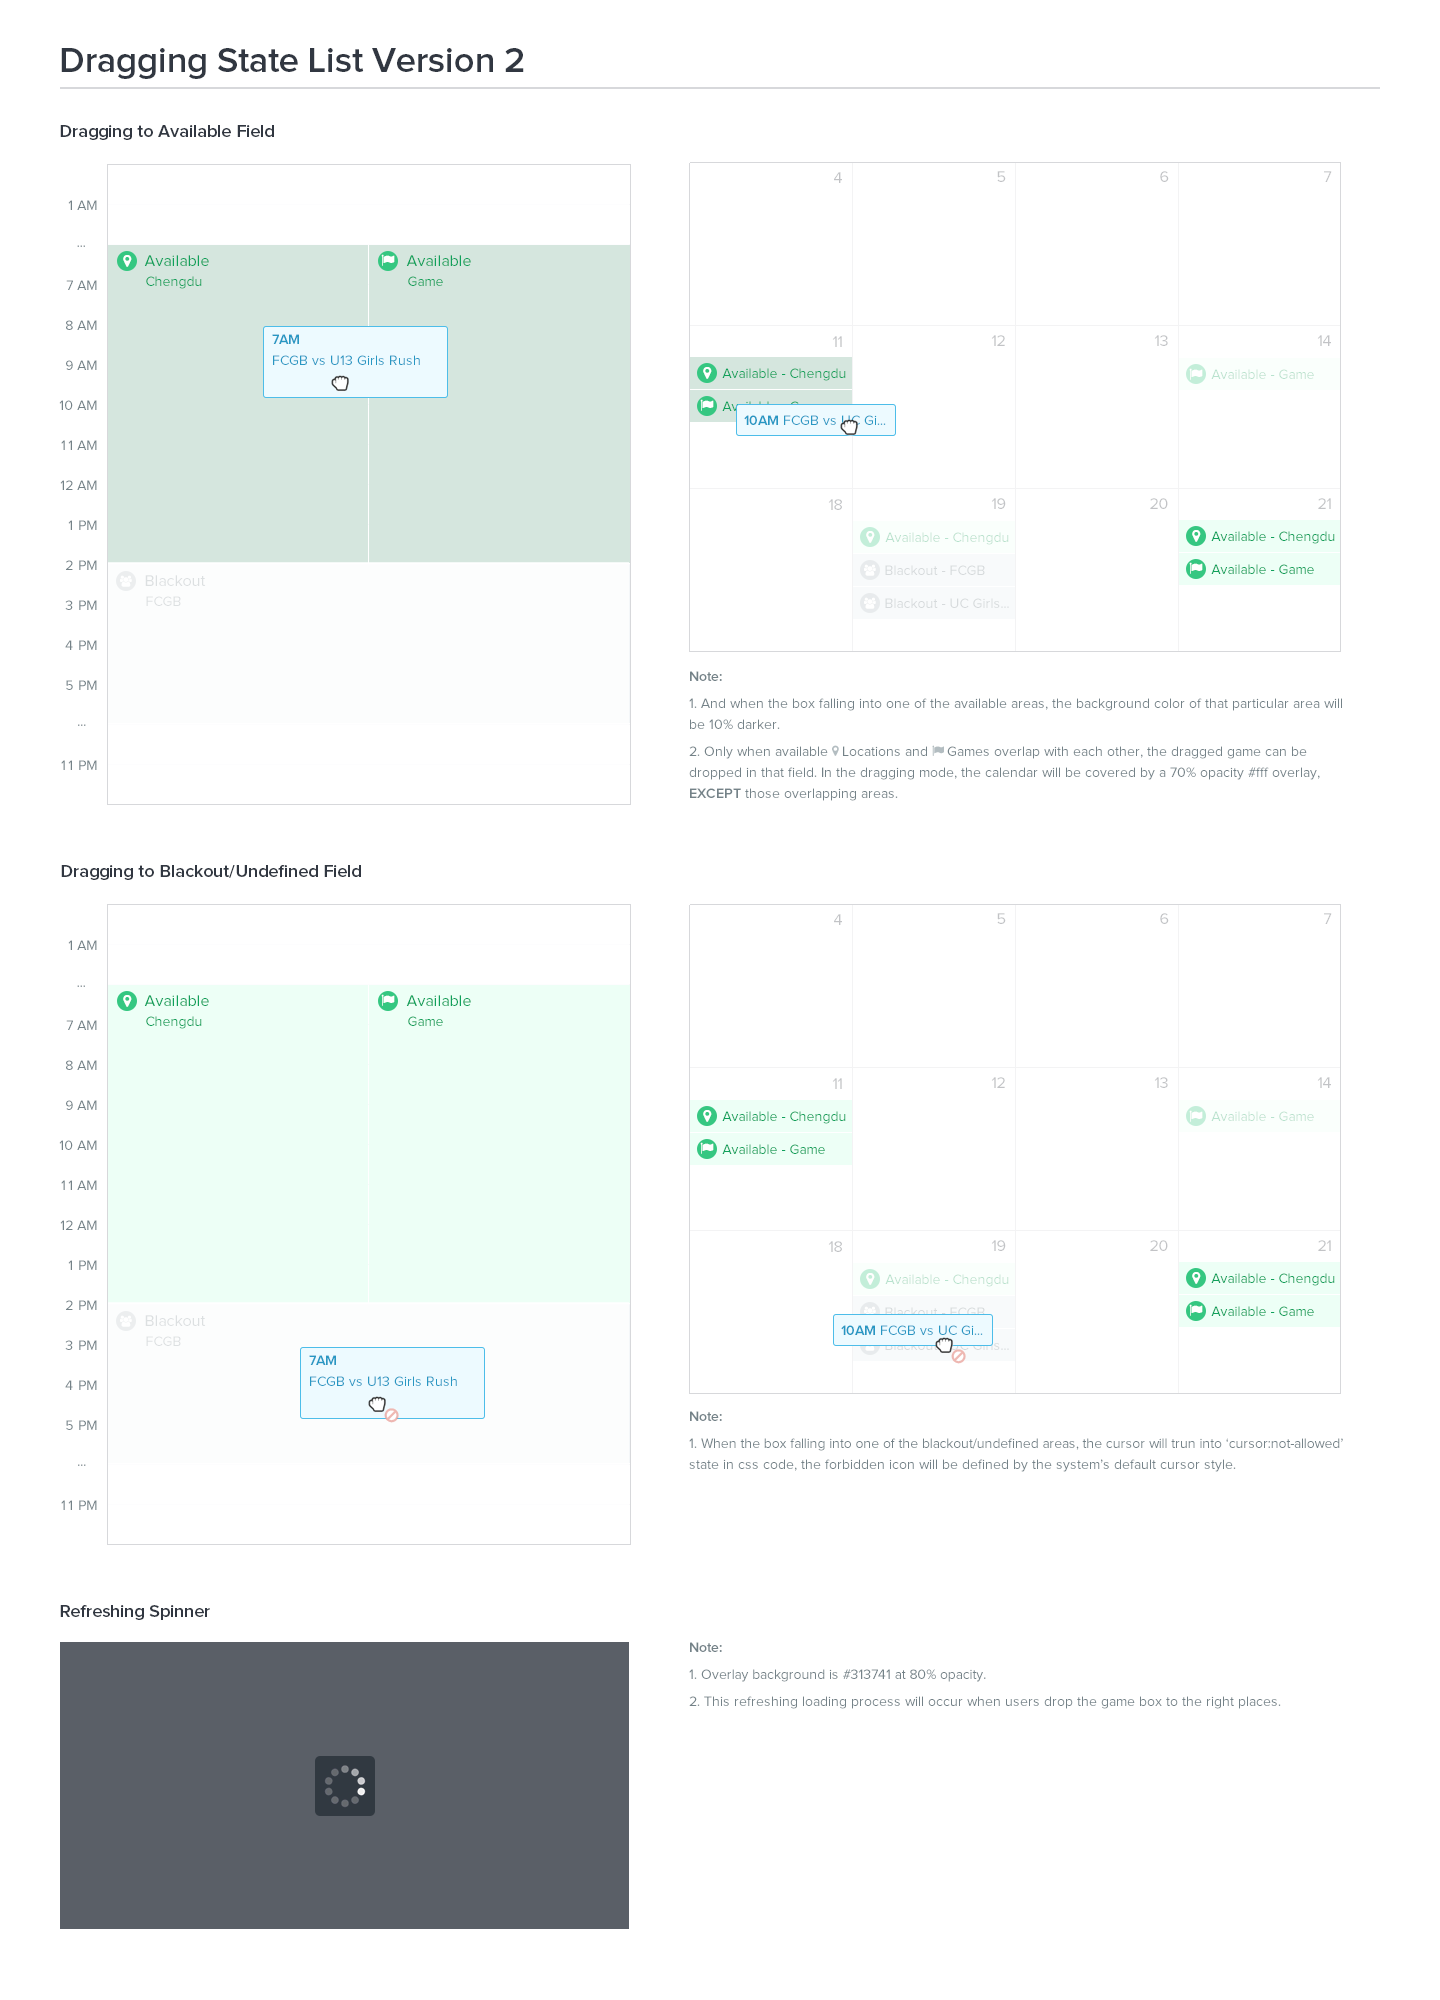 Dragging State List Version 2
Dragging to Available Field
1 AM
...
7 AM
8 AM
9 AM
10 AM
11 AM
12 AM
1 PM
2 PM
3 PM
4 PM
5 PM
...
11 PM
Available
Chengdu
Available
Game
7AM
FCGB vs U13 Girls Rush
Blackout
FCGB
4 5 6 7
11 12 13 14
Available - Chengdu
Available - Game
Av
10AM FCGB vs UC Gi...
18 19 20 21
Available - Chengdu
Blackout - FCGB
Blackout - UC Girls...
Available - Chengdu
Available - Game
Note:
1. And when the box falling into one of the available areas, the background color of that particular area will
be 10% darker.
2. Only when available Locations and Games overlap with each other, the dragged game can be
dropped in that field. In the dragging mode, the calendar will be covered by a 70% opacity #fff overlay,
EXCEPT those overlapping areas.
Dragging to Blackout/Undefined Field
1 AM
...
7 AM
8 AM
9 AM
10 AM
11 AM
12 AM
1 PM
2 PM
3 PM
4 PM
5 PM
...
11 PM
Available
Chengdu
Available
Game
Blackout
FCGB
7AM
FCGB vs U13 Girls Rush
4 5 6 7
11 12 13 14
Available - Chengdu
Available - Game
Available - Game
18 19 20 21
Available - Chengdu
Blackout - FCGB
10AM FCGB vs UC Gi...
Blackout - UC Girls...
Available - Chengdu
Available - Game
Note:
1. When the box falling into one of the blackout/undefined areas, the cursor will trun into ‘cursor:not-allowed’
state in css code, the forbidden icon will be defined by the system’s default cursor style.
Refreshing Spinner
Note:
1. Overlay background is #313741 at 80% opacity.
2. This refreshing loading process will occur when users drop the game box to the right places.